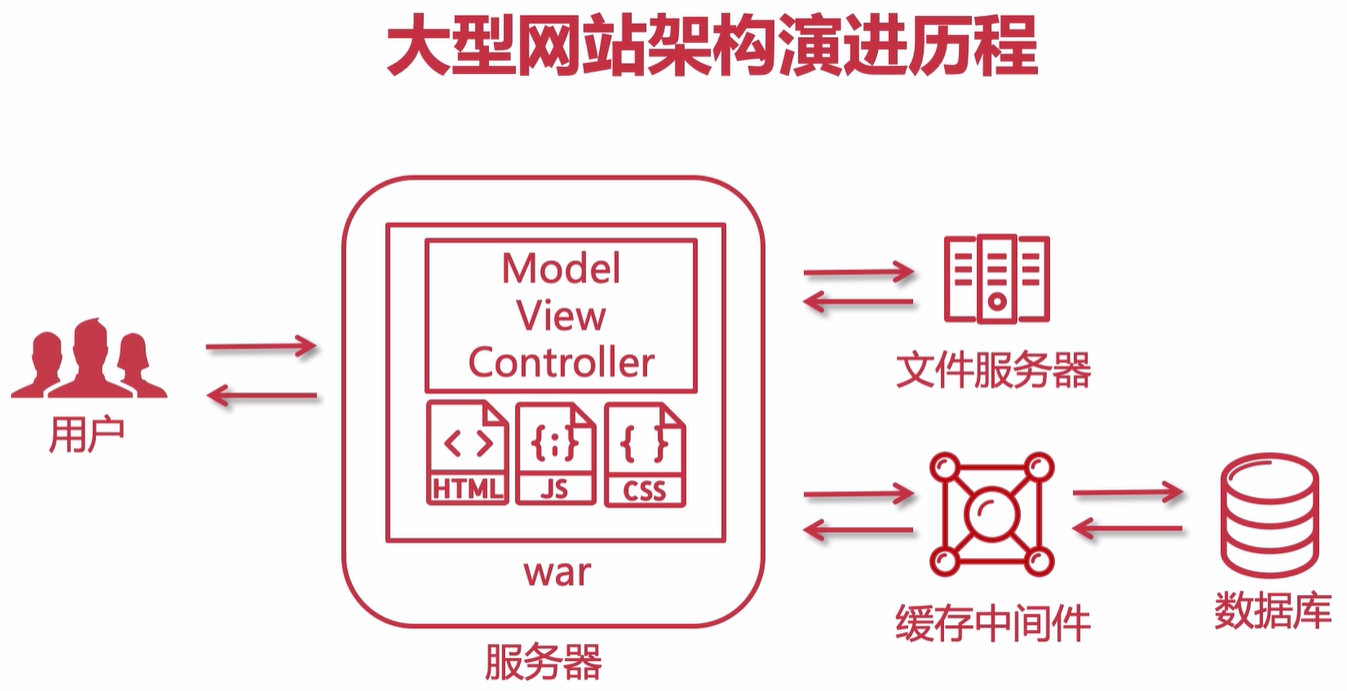 大型网站架构演进历程
Model
View
Controller
HTML
JS
CSS
war
服务器
用户
文件服务器
缓存中间件
数据库